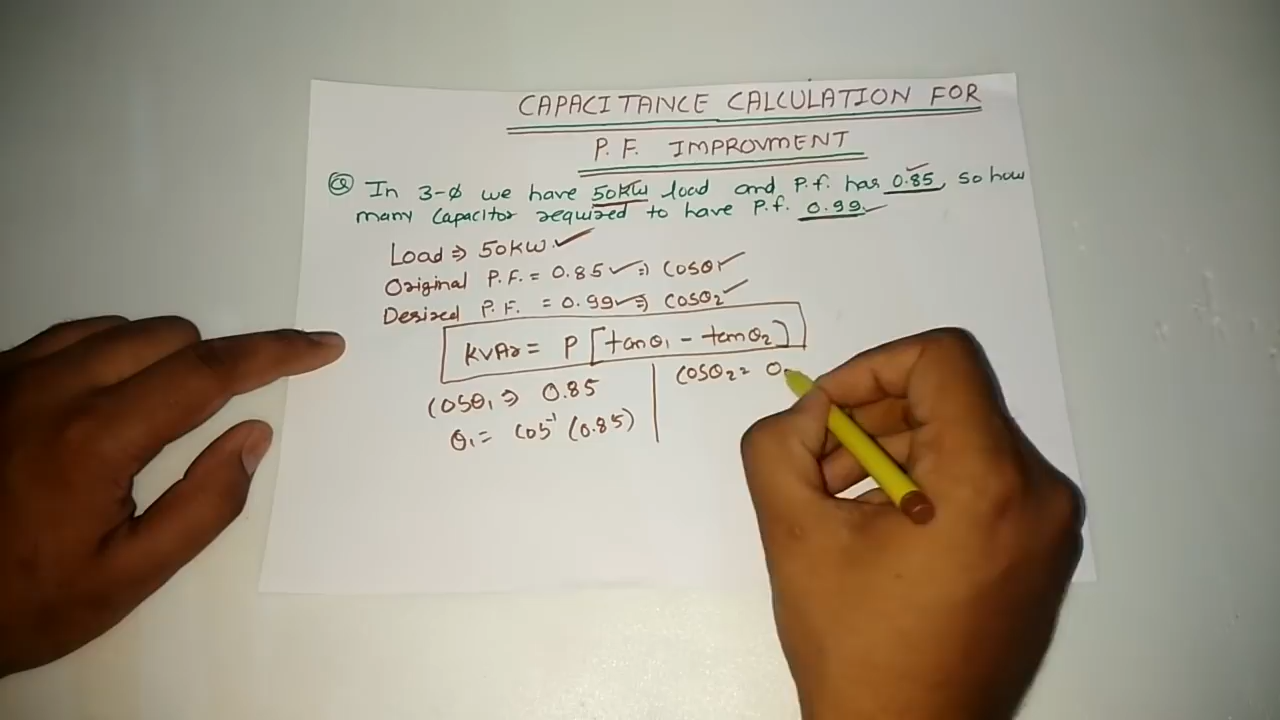 CAPACITANCE CALCULATION FOR
P.F. IMPROVMENT
Q In 3-ϕ we have 50kW load and P.f. has 0.85, so how
many Capacitor required to have P.f. 0.99
Load ⇒ 50kW
Original P.F. = 0.85 ⇒ cosθ1
Desired P.F. = 0.99 ⇒ cosθ2
KVAr = P [tanθ1 - tanθ2]
cosθ1 ⇒ 0.85
cosθ2 = 0.
θ1 = cos⁻¹ (0.85)